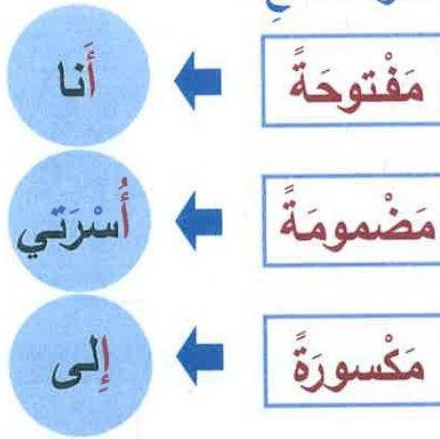 مَفْتوحَةً أَنا
مَضْمومَةً أُسْرَتي
مَكْسورَةً إِلى